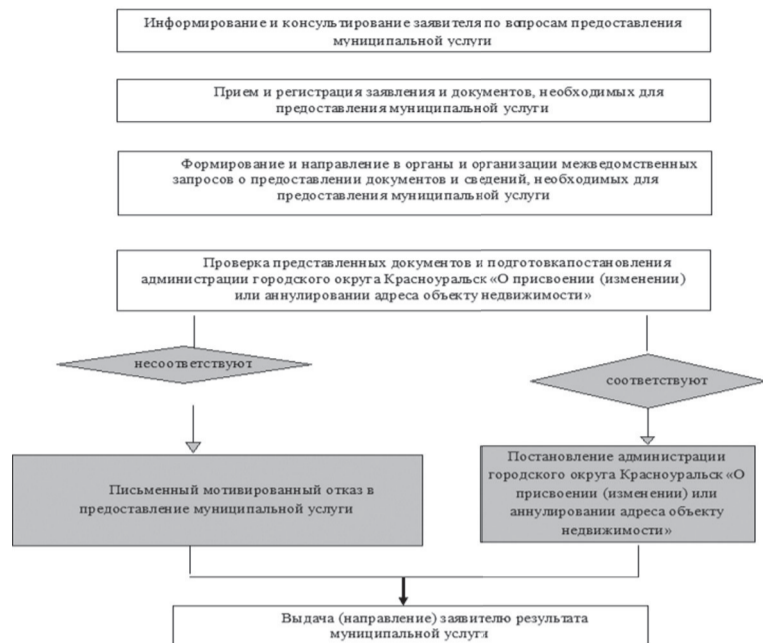 Информирование и консультирование заявителя по вопросам предоставления
муниципальной услуги
Прием и регистрация заявления и документов, необходимых для
предоставления муниципальной услуги
Формирование и направление в органы и организации межведомственных
запросов о предоставлении документов и сведений, необходимых для
предоставления муниципальной услуги
Проверка представленных документов и подготовкапостановления
администрации городского округа Красноуральск «О присвоении (изменении)
или аннулировании адреса объекту недвижимости»
несоответствуют
соответствуют
Письменный мотивированный отказ в
предоставление муниципальной услуги
Постановление администрации
городского округа Красноуральск «О
присвоении (изменении) или
аннулировании адреса объекту
недвижимости»
Выдача (направление) заявителю результата
муниципальной услуги